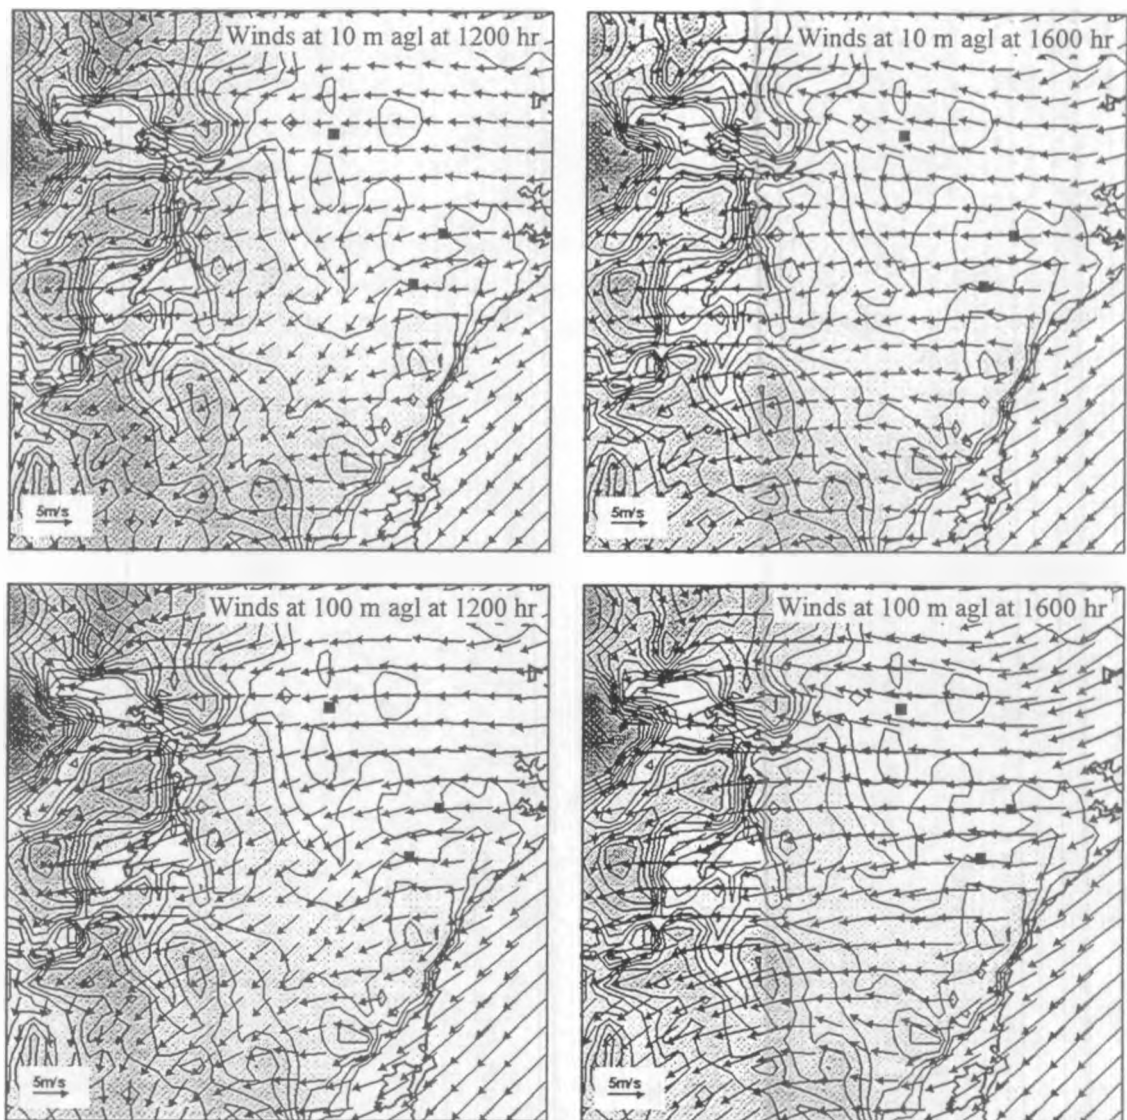 Winds at 10 m agl at 1200 hr
Winds at 10 m agl at 1600 hr
5m/s
5m/s
Winds at 100 m agl at 1200 hr
Winds at 100 m agl at 1600 hr
5m/s
5m/s